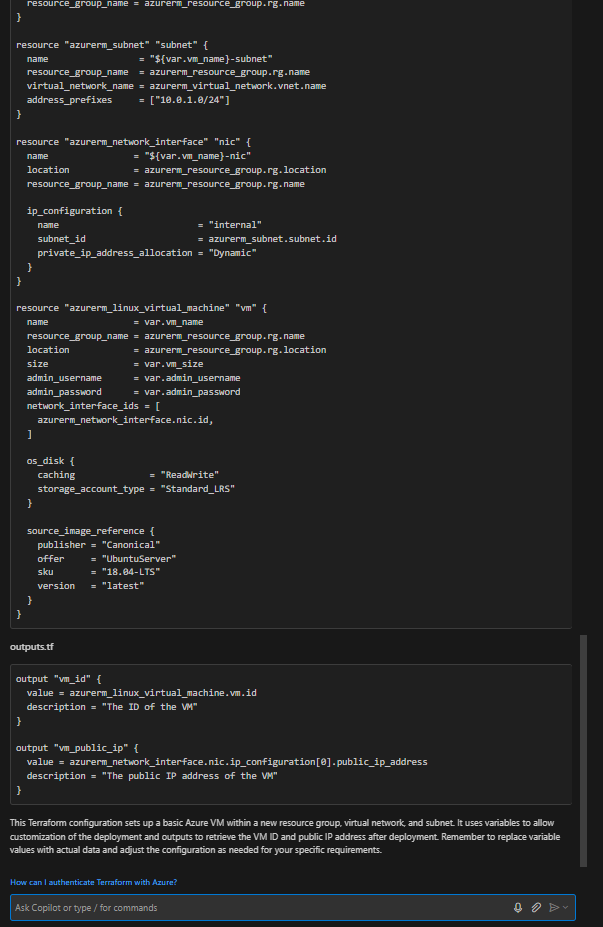 resource_group_name = azurerm_resource_group.rg.name
}
resource "azurerm_subnet" "subnet" {
  name                 = "${var.vm_name}-subnet"
  resource_group_name  = azurerm_resource_group.rg.name
  virtual_network_name = azurerm_virtual_network.vnet.name
  address_prefixes     = ["10.0.1.0/24"]
}
resource "azurerm_network_interface" "nic" {
  name                = "${var.vm_name}-nic"
  location            = azurerm_resource_group.rg.location
  resource_group_name = azurerm_resource_group.rg.name
  ip_configuration {
    name                          = "internal"
    subnet_id                     = azurerm_subnet.subnet.id
    private_ip_address_allocation = "Dynamic"
  }
}
resource "azurerm_linux_virtual_machine" "vm" {
  name                = var.vm_name
  resource_group_name = azurerm_resource_group.rg.name
  location            = azurerm_resource_group.rg.location
  size                = var.vm_size
  admin_username      = var.admin_username
  admin_password      = var.admin_password
  network_interface_ids = [
    azurerm_network_interface.nic.id,
  ]
  os_disk {
    caching              = "ReadWrite"
    storage_account_type = "Standard_LRS"
  }
  source_image_reference {
    publisher = "Canonical"
    offer     = "UbuntuServer"
    sku       = "18.04-LTS"
    version   = "latest"
  }
}
outputs.tf
output "vm_id" {
  value = azurerm_linux_virtual_machine.vm.id
  description = "The ID of the VM"
}
output "vm_public_ip" {
  value = azurerm_network_interface.nic.ip_configuration[0].public_ip_address
  description = "The public IP address of the VM"
}
This Terraform configuration sets up a basic Azure VM within a new resource group, virtual network, and subnet. It uses variables to allow
customization of the deployment and outputs to retrieve the VM ID and public IP address after deployment. Remember to replace variable
values with actual data and adjust the configuration as needed for your specific requirements.
How can I authenticate Terraform with Azure?
Ask Copilot or type / for commands